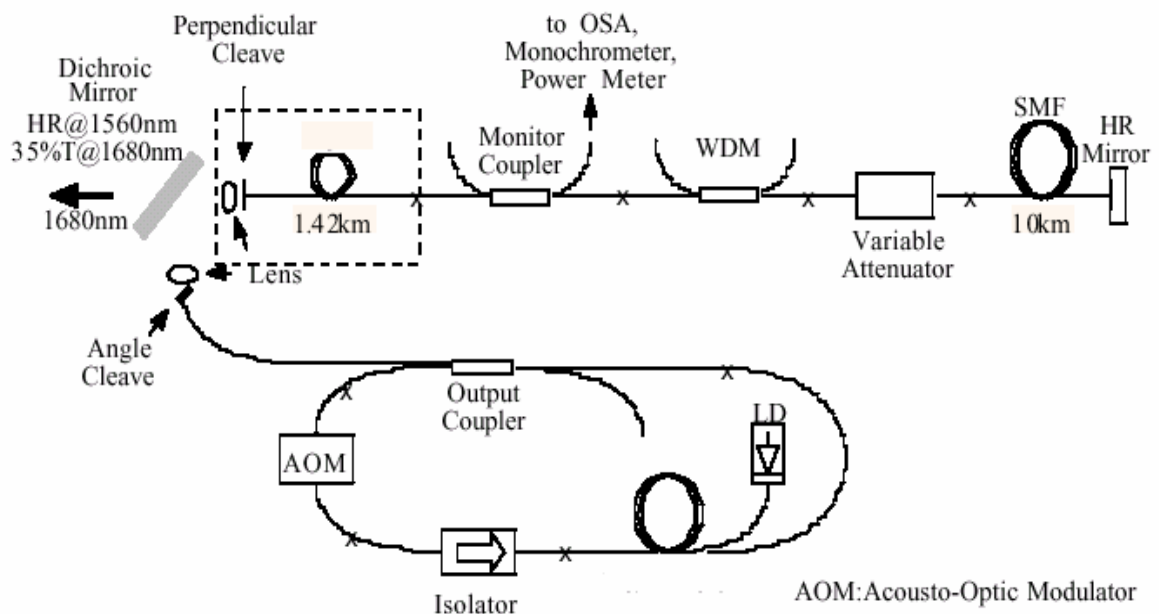 Perpendicular
Cleave
Dichroic
Mirror
HR@1560nm
35%T@1680nm
1680nm
1.42km
Lens
to OSA,
Monochrometer,
Power Meter
Monitor
Coupler
WDM
Variable
Attenuator
SMF
10km
HR
Mirror
Angle
Cleave
Output
Coupler
AOM
Isolator
LD
AOM:Acousto-Optic Modulator